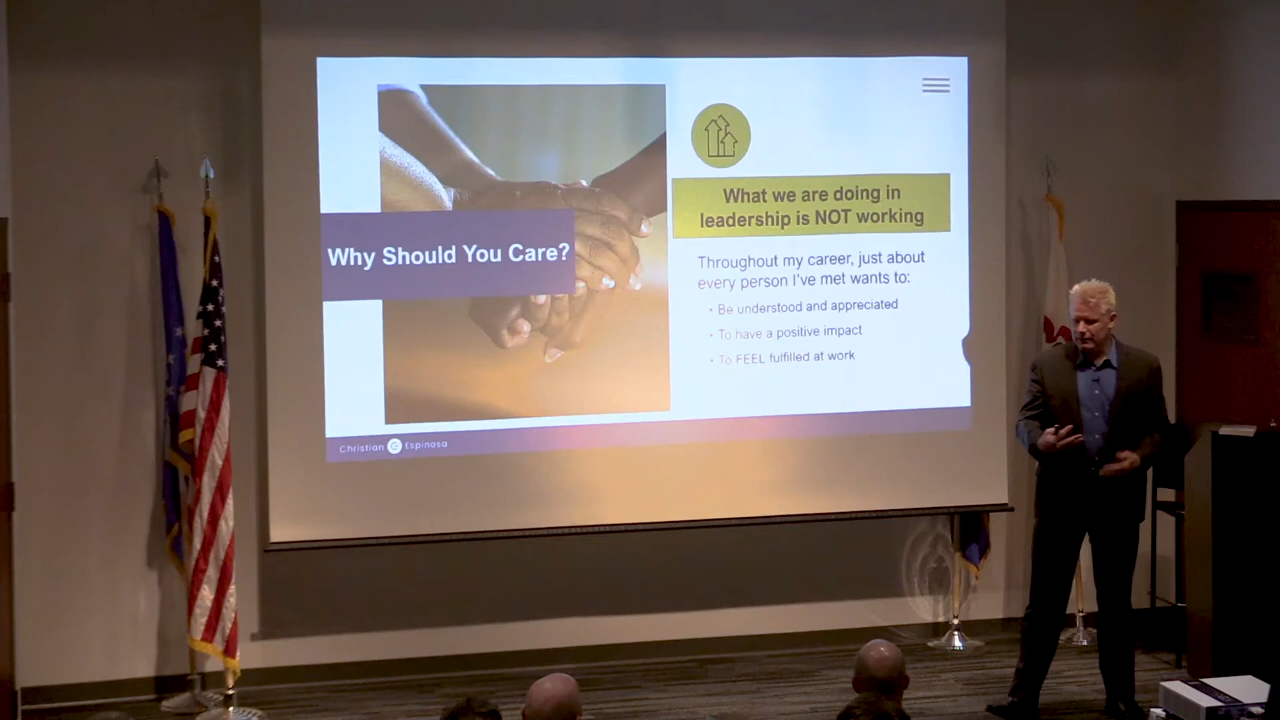 Why Should You Care?
What we are doing in
leadership is NOT working
Throughout my career, just about
every person I've met wants to:
• Be understood and appreciated
• To have a positive impact
• To FEEL fulfilled at work
Christian Espinosa